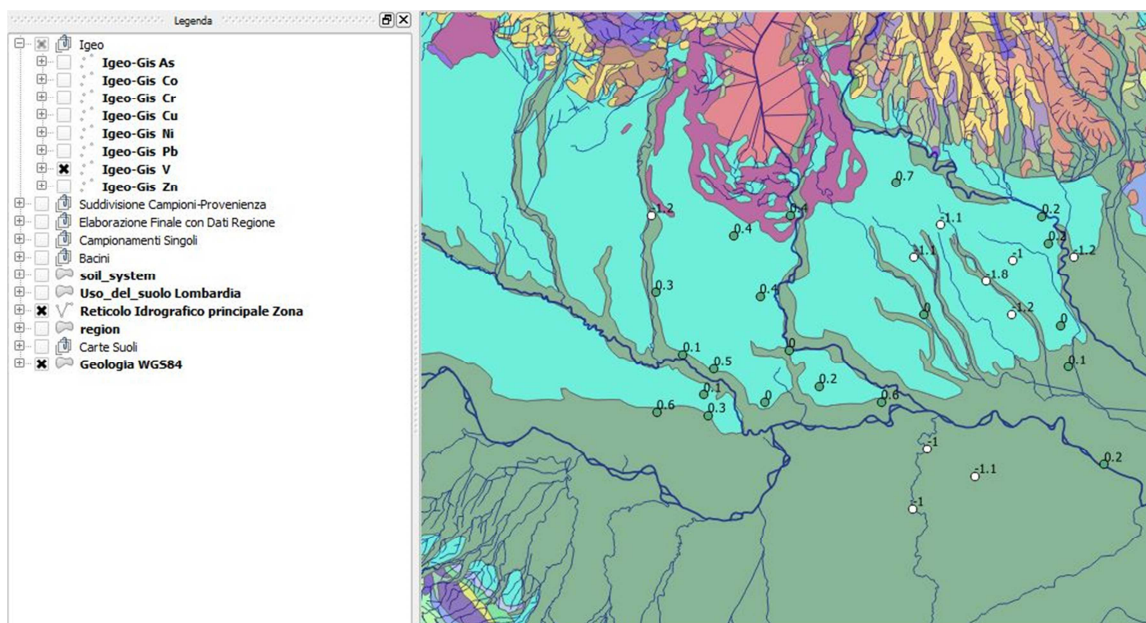 Legenda
Igeo
Igeo-Gis As
Igeo-Gis Co
Igeo-Gis Cr
Igeo-Gis Cu
Igeo-Gis Ni
Igeo-Gis Pb
Igeo-Gis V
Igeo-Gis Zn
Suddivisione Campioni-Provenienza
Elaborazione Finale con Dati Regione
Campionamenti Singoli
Bacini
soil_system
Uso_del_suolo Lombardia
Reticolo Idrografico principale Zona
region
Carte Suoli
Geologia WGS84
0.7
-1.2
0.4
0.2
-1.1
0.4
0.2
-1.1
-1
-1.2
-1.8
0.3
0.4
0
-1.2
0
0.1
0
0.5
0.1
0.2
0.1
0
0.6
0.6
0.3
-1
0.2
-1.1
-1